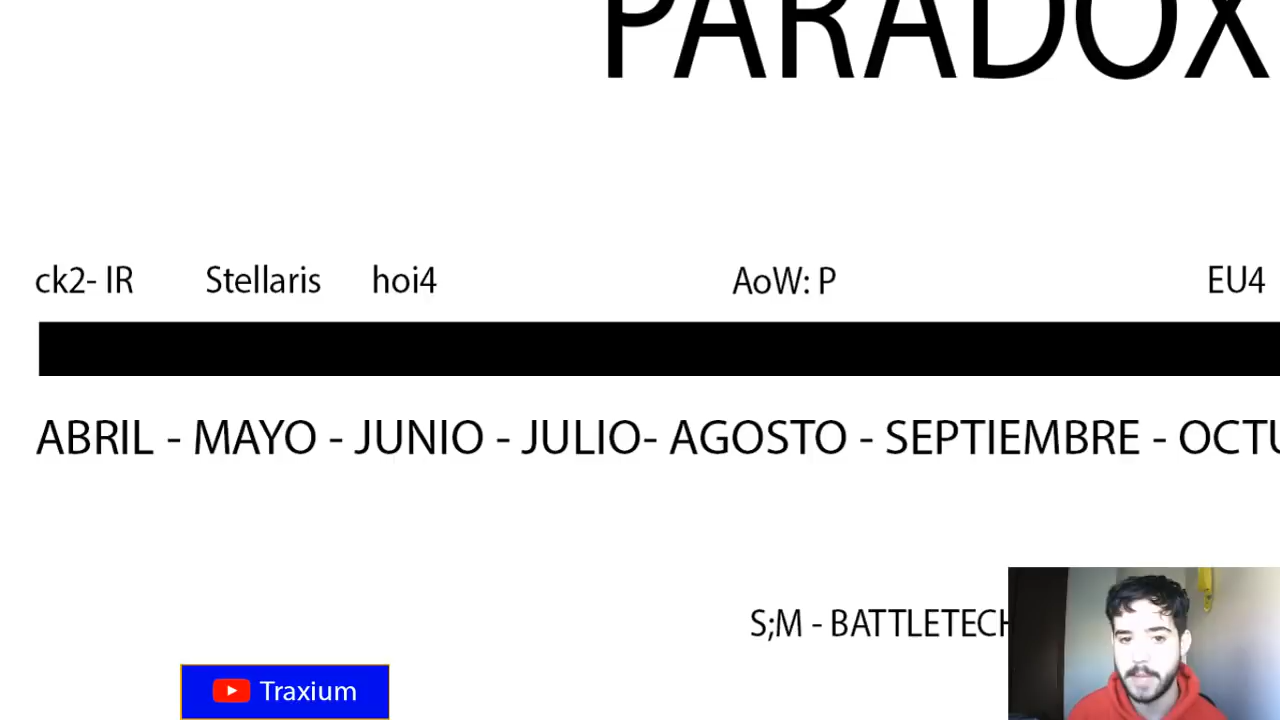 PARADOX
ck2- IR Stellaris hoi4 AoW: P EU4
ABRIL - MAYO - JUNIO - JULIO- AGOSTO - SEPTIEMBRE - OCTU
S;M - BATTLETECH
Traxium